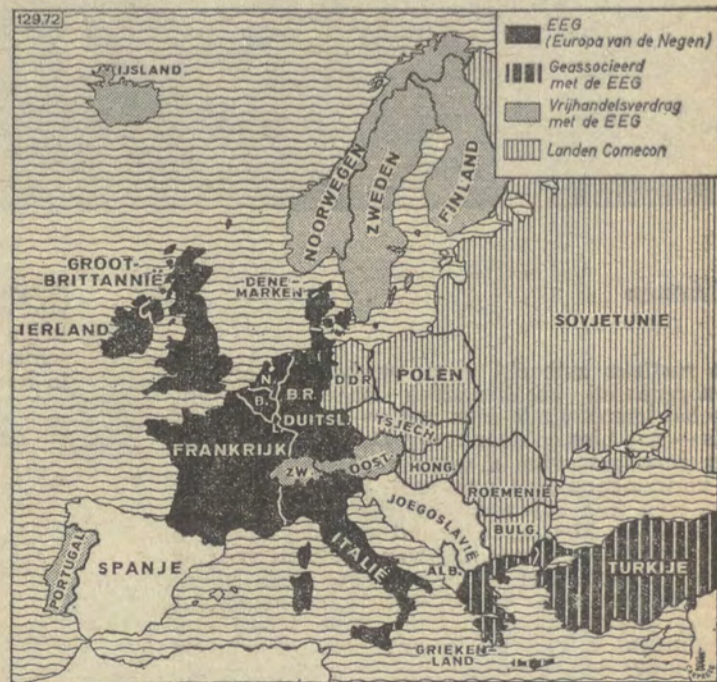 129.72
EEG
(Europa van de Negen)
Geassocieerd
met de EEG
Vrijhandelsverdrag
met de EEG
Landen Comecon
IJSLAND
NOORWEGEN
ZWEDEN
FINLAND
GROOT-
BRITTANNIË
DENE-
MARKEN
IERLAND
SOVJETUNIE
N.
B.
L.
B.R.
DUITSL.
D D R
POLEN
TSJECH.
FRANKRIJK
ZW.
OOST.
HONG.
ROEMENIË
JOEGOSLAVIË
BULG.
ITALIË
ALB.
PORTUGAL
SPANJE
TURKIJE
GRIEKEN-
LAND